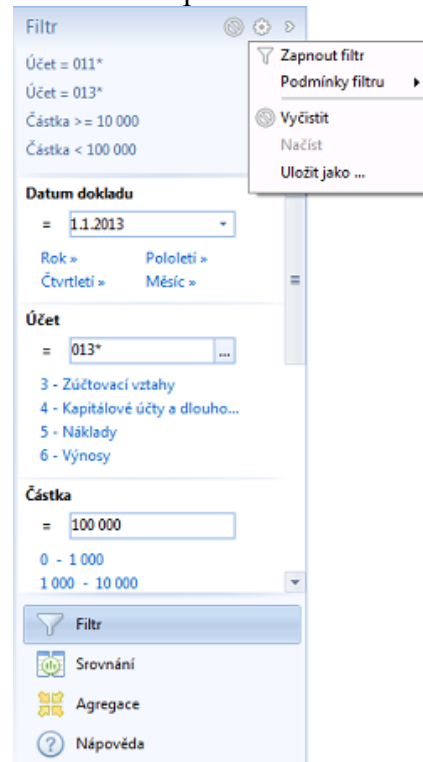 Filtr
Zapnout filtr
Podmínky filtru
Vyčistit
Načíst
Uložit jako ...
Účet = 011*
Účet = 013*
Částka >= 10 000
Částka < 100 000
Datum dokladu
= 1.1.2013
Rok » Pololetí »
Čtvrtletí » Měsíc »
Účet
= 013* ...
3 - Zúčtovací vztahy
4 - Kapitálové účty a dlouho...
5 - Náklady
6 - Výnosy
Částka
= 100 000
0 - 1 000
1 000 - 10 000
Filtr
Srovnání
Agregace
Nápověda